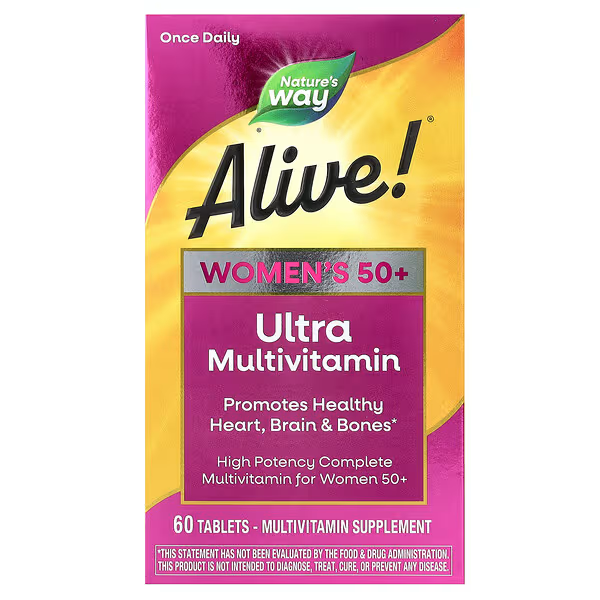 Once Daily
Nature's
way
®
Alive!®
WOMEN'S 50+
Ultra
Multivitamin
Promotes Healthy
Heart, Brain & Bones*
High Potency Complete
Multivitamin for Women 50+
60 TABLETS - MULTIVITAMIN SUPPLEMENT
*THIS STATEMENT HAS NOT BEEN EVALUATED BY THE FOOD & DRUG ADMINISTRATION.
THIS PRODUCT IS NOT INTENDED TO DIAGNOSE, TREAT, CURE, OR PREVENT ANY DISEASE.